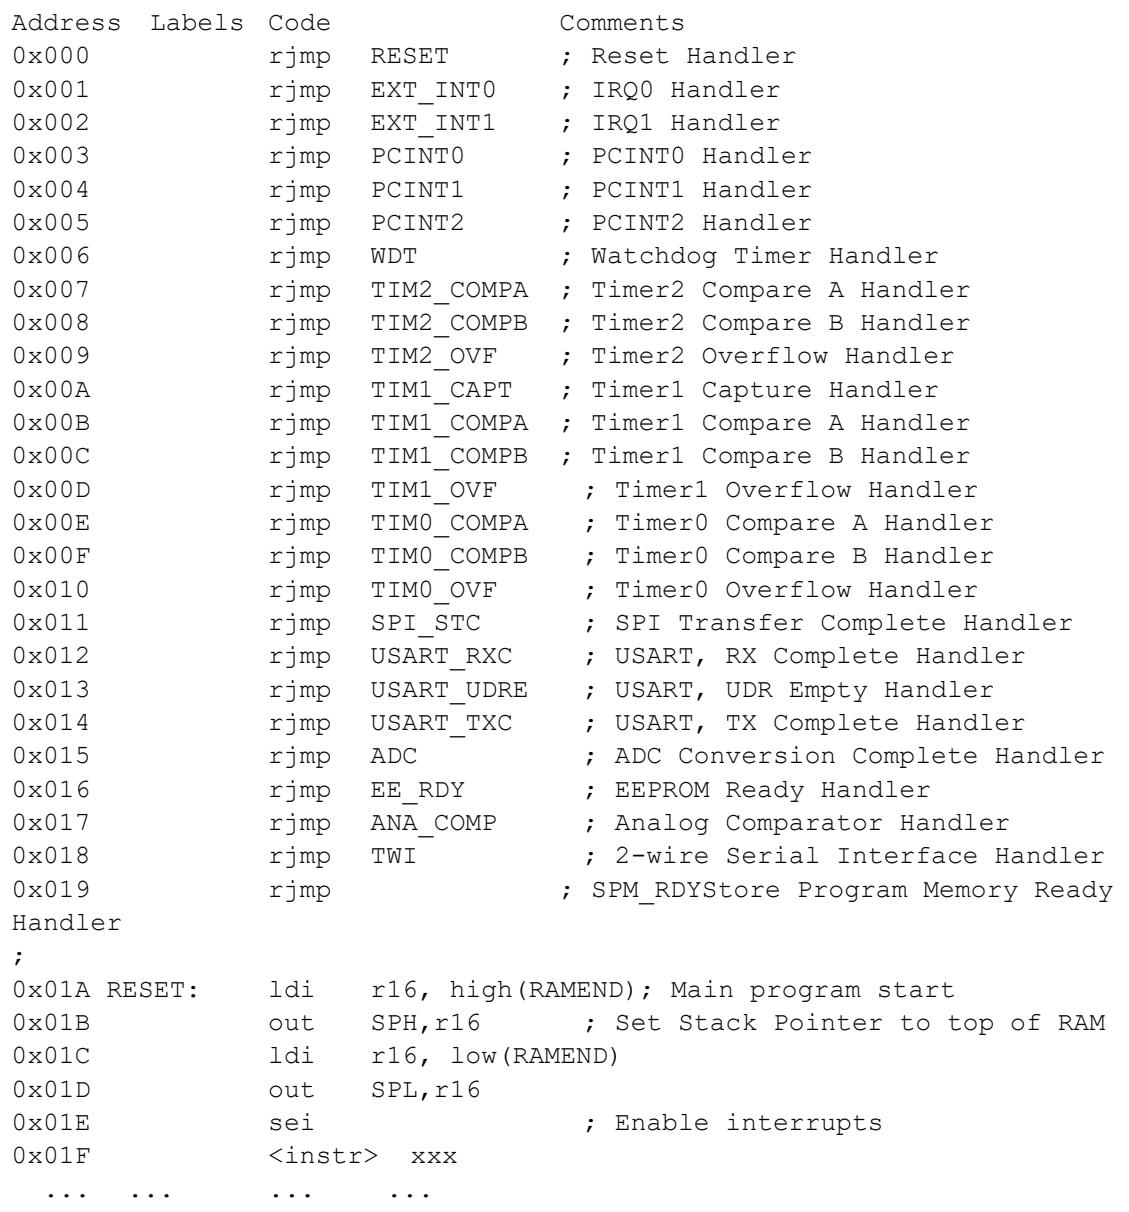 Address Labels Code Comments
0x000 rjmp RESET ; Reset Handler
0x001 rjmp EXT_INT0 ; IRQ0 Handler
0x002 rjmp EXT_INT1 ; IRQ1 Handler
0x003 rjmp PCINT0 ; PCINT0 Handler
0x004 rjmp PCINT1 ; PCINT1 Handler
0x005 rjmp PCINT2 ; PCINT2 Handler
0x006 rjmp WDT ; Watchdog Timer Handler
0x007 rjmp TIM2_COMPA ; Timer2 Compare A Handler
0x008 rjmp TIM2_COMPB ; Timer2 Compare B Handler
0x009 rjmp TIM2_OVF ; Timer2 Overflow Handler
0x00A rjmp TIM1_CAPT ; Timer1 Capture Handler
0x00B rjmp TIM1_COMPA ; Timer1 Compare A Handler
0x00C rjmp TIM1_COMPB ; Timer1 Compare B Handler
0x00D rjmp TIM1_OVF ; Timer1 Overflow Handler
0x00E rjmp TIM0_COMPA ; Timer0 Compare A Handler
0x00F rjmp TIM0_COMPB ; Timer0 Compare B Handler
0x010 rjmp TIM0_OVF ; Timer0 Overflow Handler
0x011 rjmp SPI_STC ; SPI Transfer Complete Handler
0x012 rjmp USART_RXC ; USART, RX Complete Handler
0x013 rjmp USART_UDRE ; USART, UDR Empty Handler
0x014 rjmp USART_TXC ; USART, TX Complete Handler
0x015 rjmp ADC ; ADC Conversion Complete Handler
0x016 rjmp EE_RDY ; EEPROM Ready Handler
0x017 rjmp ANA_COMP ; Analog Comparator Handler
0x018 rjmp TWI ; 2-wire Serial Interface Handler
0x019 rjmp ; SPM_RDYStore Program Memory Ready
Handler
;
0x01A RESET: ldi r16, high(RAMEND); Main program start
0x01B out SPH,r16 ; Set Stack Pointer to top of RAM
0x01C ldi r16, low(RAMEND)
0x01D out SPL,r16
0x01E sei ; Enable interrupts
0x01F <instr> xxx
... ... ... ...